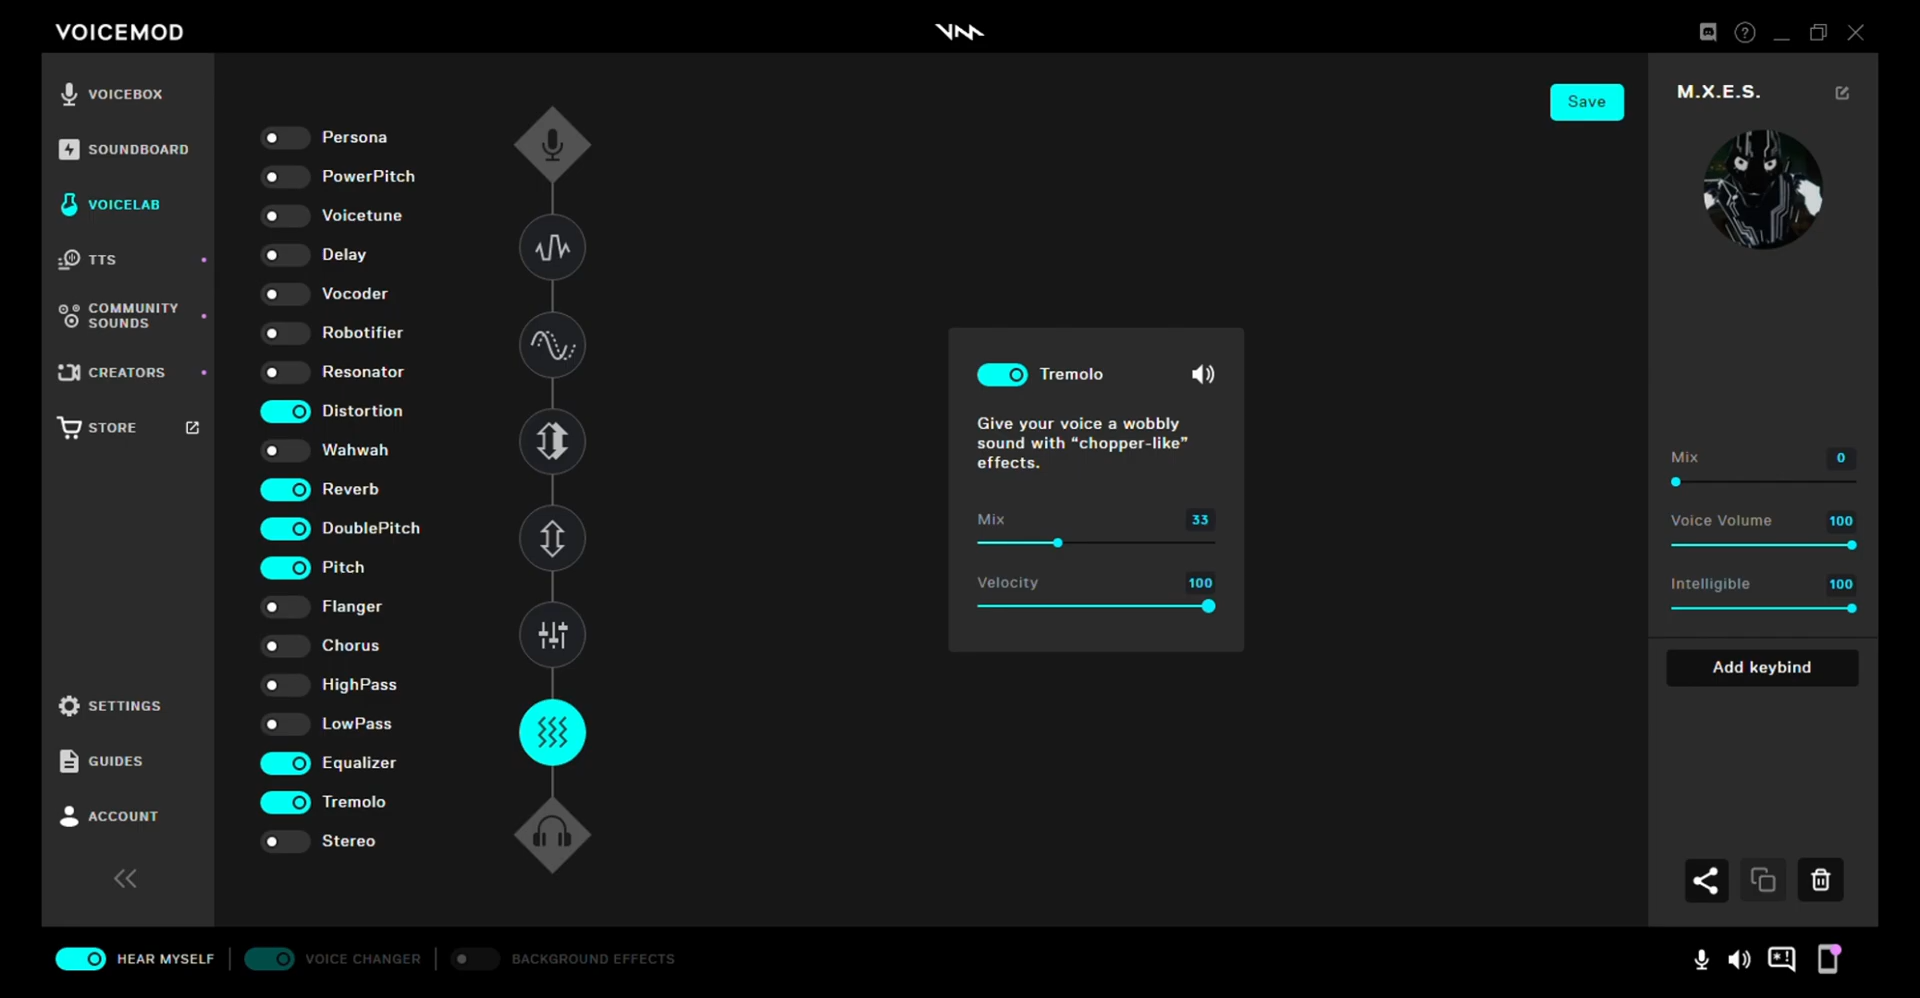 VOICEMOD
VOICEBOX
SOUNDBOARD
VOICELAB
TTS
COMMUNITY
SOUNDS
CREATORS
STORE
SETTINGS
GUIDES
ACCOUNT
Persona
PowerPitch
Voicetune
Delay
Vocoder
Robotifier
Resonator
Distortion
Wahwah
Reverb
DoublePitch
Pitch
Flanger
Chorus
HighPass
LowPass
Equalizer
Tremolo
Stereo
Tremolo
Give your voice a wobbly
sound with “chopper-like”
effects.
Mix 33
Velocity 100
Save
M.X.E.S.
Mix 0
Voice Volume 100
Intelligible 100
Add keybind
HEAR MYSELF
VOICE CHANGER
BACKGROUND EFFECTS